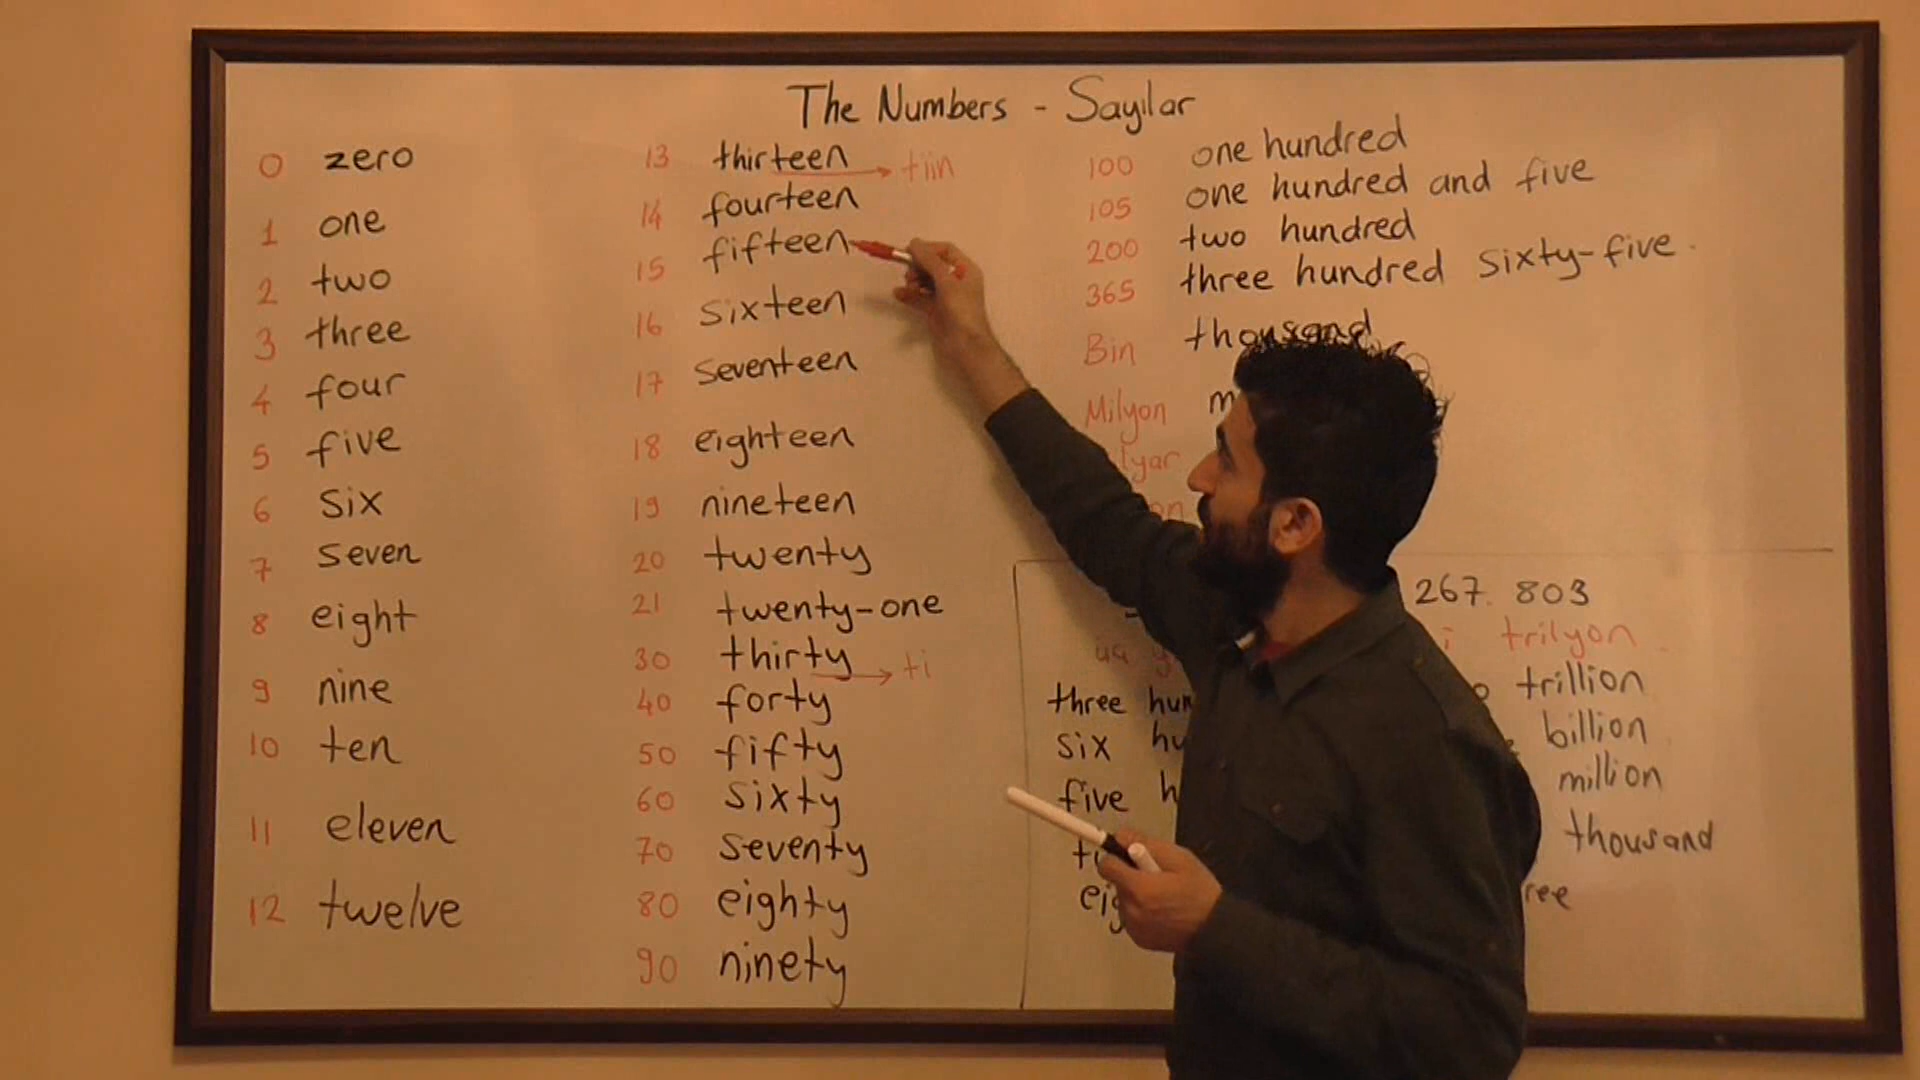 The Numbers - Sayılar
0 zero
1 one
2 two
3 three
4 four
5 five
6 six
7 seven
8 eight
9 nine
10 ten
11 eleven
12 twelve
13 thirteen → tiin
14 fourteen
15 fifteen
16 sixteen
17 seventeen
18 eighteen
19 nineteen
20 twenty
21 twenty-one
30 thirty → ti
40 forty
50 fifty
60 sixty
70 seventy
80 eighty
90 ninety
100 one hundred
105 one hundred and five
200 two hundred
365 three hundred sixty-five
Bin thousand
Milyon
267. 803
trilyon
three trillion
six billion
five million
thousand